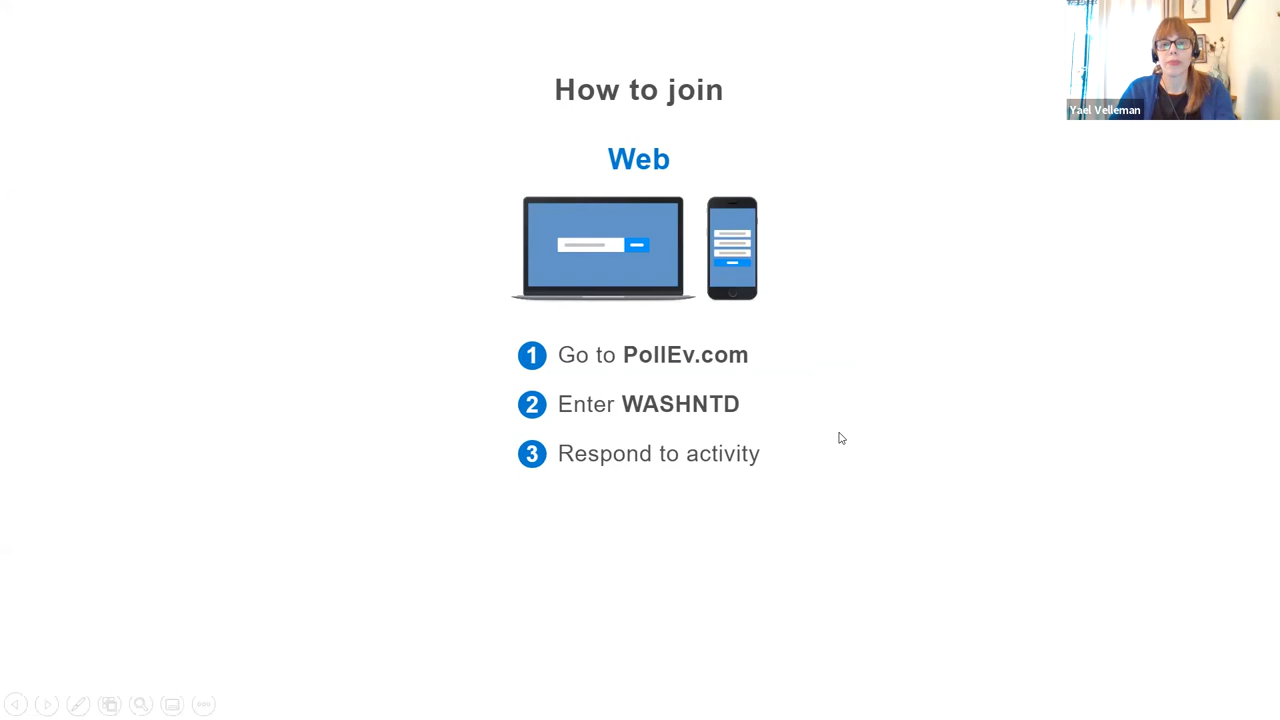 How to join
Web
1 Go to PollEv.com
2 Enter WASHNTD
3 Respond to activity
Yael Velleman